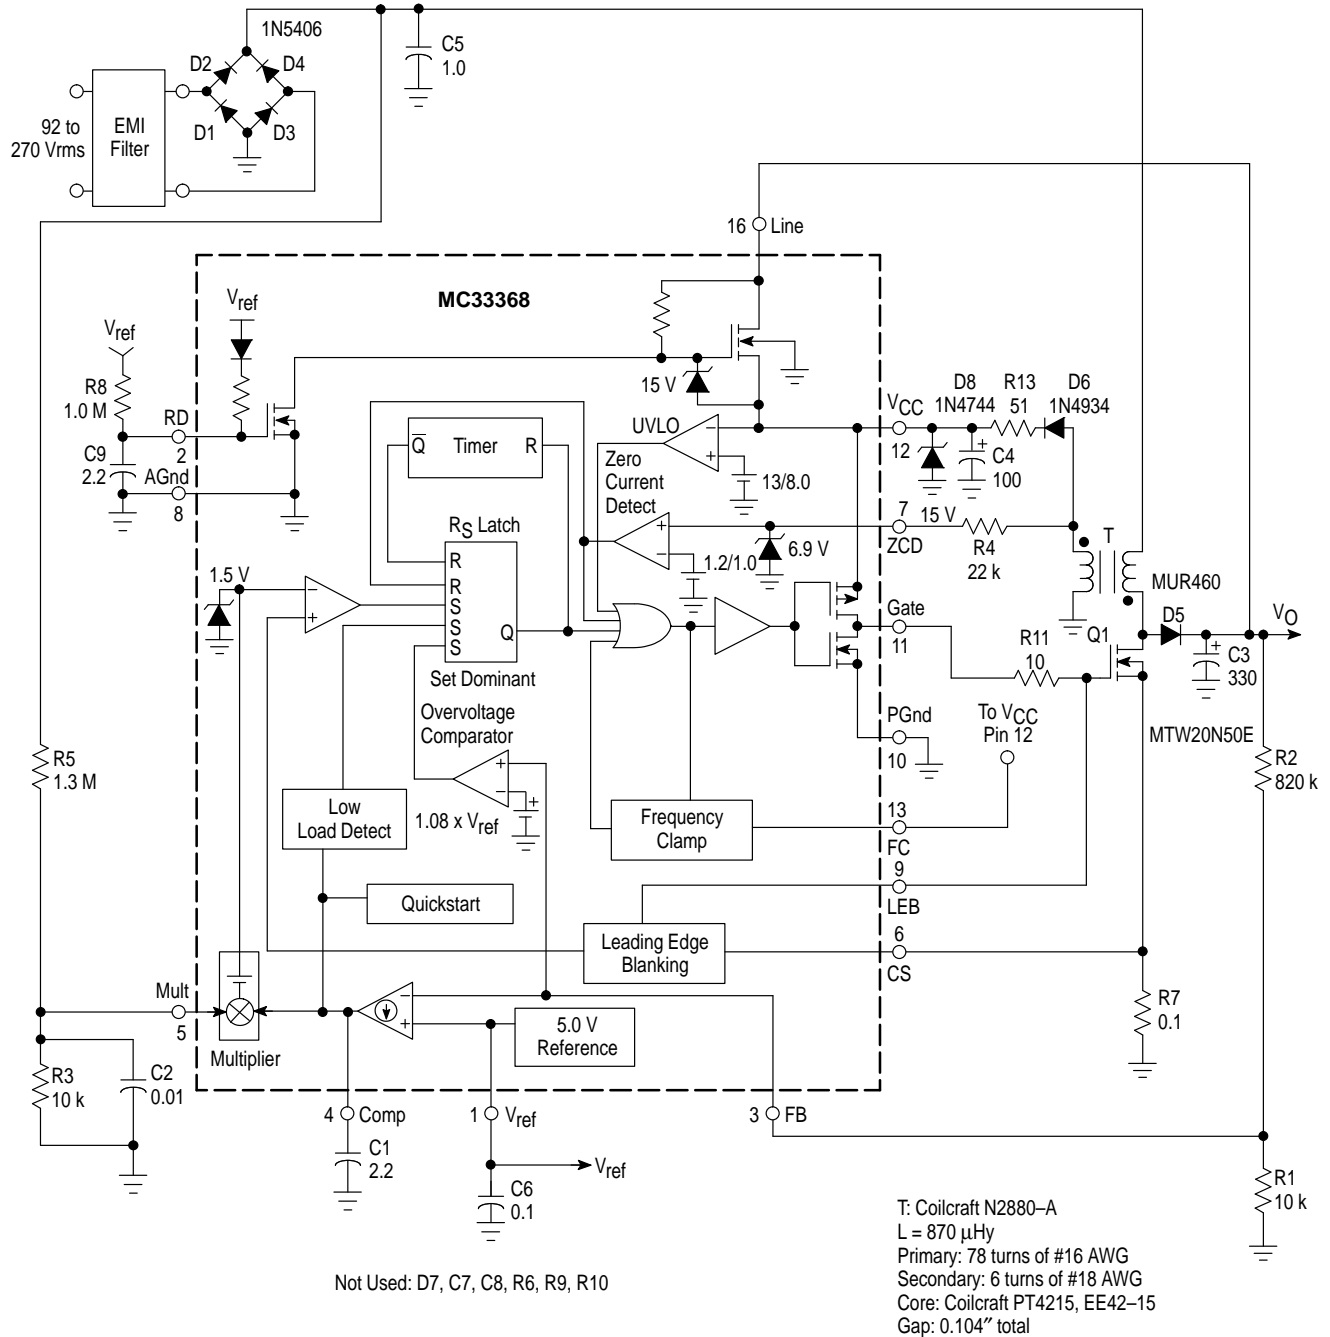 1N5406
D2
D4
D1
D3
C5
1.0
92 to
270 Vrms
EMI
Filter
16
Line
MC33368
Vref
Vref
R8
1.0 M
RD
2
C9
2.2
AGnd
8
15 V
UVLO
13/8.0
VCC
12
D8
1N4744
R13
51
D6
1N4934
C4
100
+
Q
Timer
R
Zero
Current
Detect
1.2/1.0
6.9 V
7
ZCD
15 V
R4
22 k
T
MUR460
RS Latch
R
R
S
S
S
Q
Set Dominant
1.5 V
Gate
11
R11
10
Q1
D5
VO
C3
330
+
MTW20N50E
PGnd
10
To VCC
Pin 12
R2
820 k
R5
1.3 M
Overvoltage
Comparator
1.08 x Vref
Low
Load Detect
Frequency
Clamp
13
FC
9
LEB
Quickstart
Leading Edge
Blanking
6
CS
R7
0.1
Mult
5
Multiplier
5.0 V
Reference
R3
10 k
C2
0.01
4
Comp
1
Vref
3
FB
C1
2.2
Vref
C6
0.1
R1
10 k
Not Used: D7, C7, C8, R6, R9, R10
T: Coilcraft N2880–A
L = 870 µHy
Primary: 78 turns of #16 AWG
Secondary: 6 turns of #18 AWG
Core: Coilcraft PT4215, EE42–15
Gap: 0.104″ total